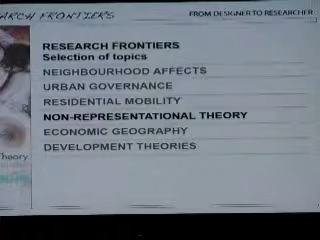 ARCH FRONTIERS
FROM DESIGNER TO RESEARCHER
RESEARCH FRONTIERS
Selection of topics
NEIGHBOURHOOD AFFECTS
URBAN GOVERNANCE
RESIDENTIAL MOBILITY
NON-REPRESENTATIONAL THEORY
ECONOMIC GEOGRAPHY
DEVELOPMENT THEORIES
heory